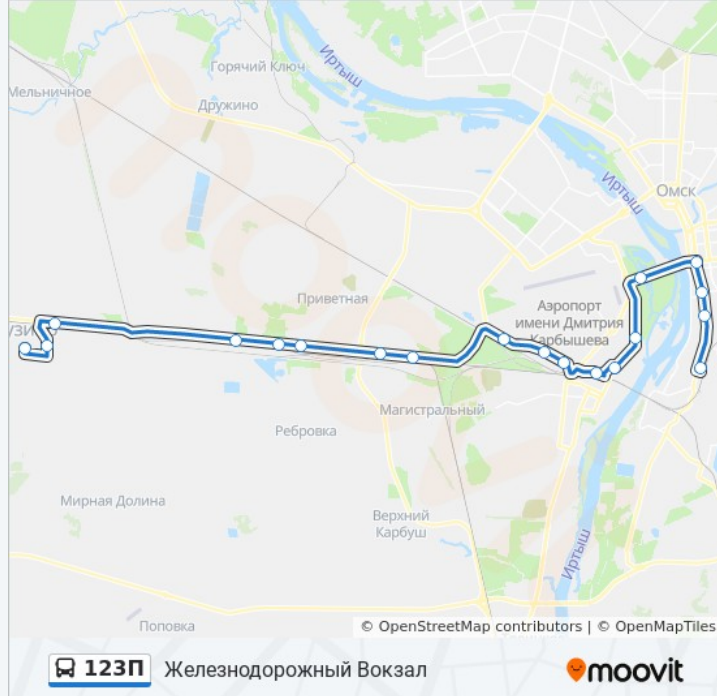 Иртыш
Горячий Ключ
Мельничное
Дружино
Иртыш
Омск
Приветная
Аэропорт
имени Дмитрия
Карбышева
УЗИ
Магистральный
Ребровка
Мирная Долина
Верхний
Карбуш
Иртыш
Поповка
© OpenStreetMap contributors | © OpenMapTiles
123П Железнодорожный Вокзал moovit